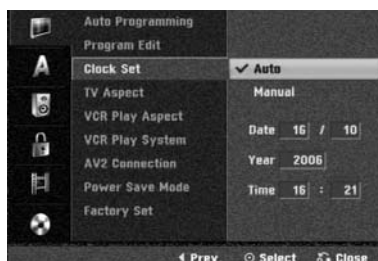 Auto Programming
Program Edit
A
Clock Set
✓ Auto
TV Aspect
Manual
VCR Play Aspect
Date 16 / 10
VCR Play System
Year 2006
AV2 Connection
Power Save Mode
Time 16 : 21
Factory Set
Prev
Select
Close